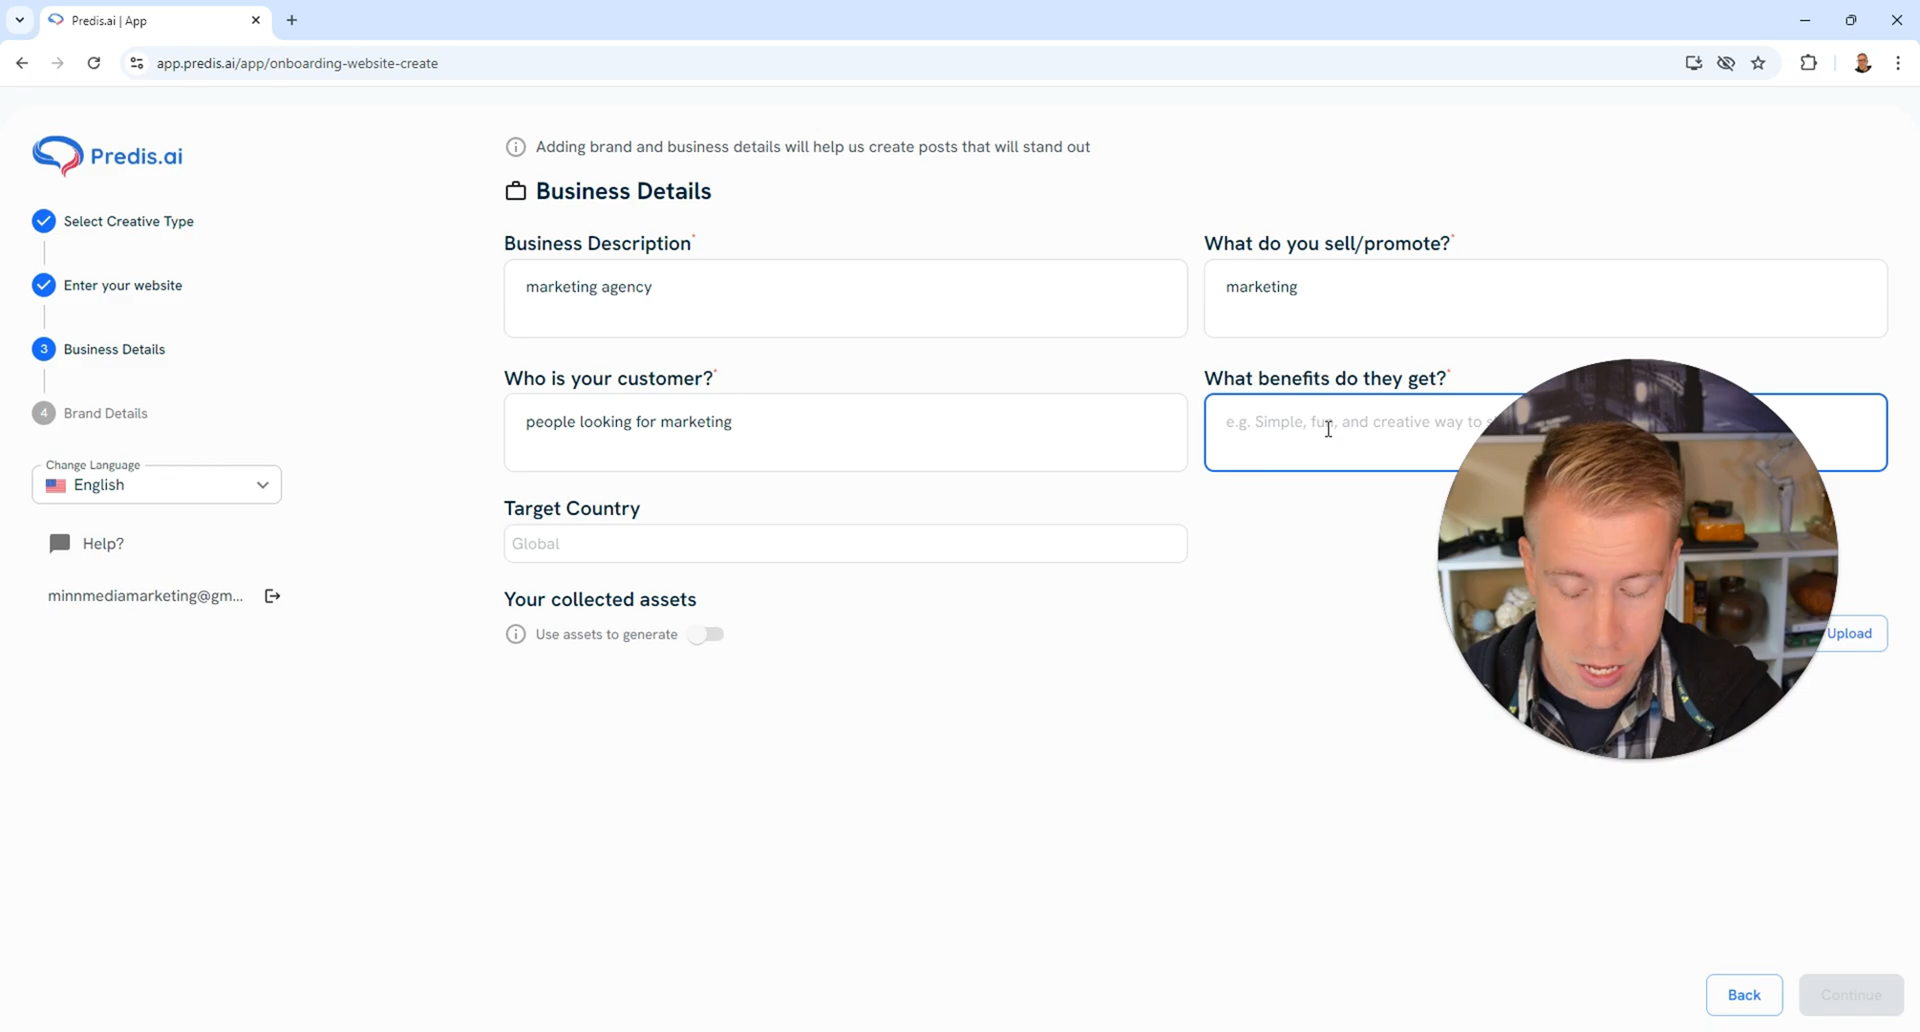 Predis.ai | App
app.predis.ai/app/onboarding-website-create
Predis.ai
Select Creative Type
Enter your website
3 Business Details
4 Brand Details
Change Language
English
Help?
minnmediamarketing@gm...
Adding brand and business details will help us create posts that will stand out
Business Details
Business Description*
marketing agency
What do you sell/promote?*
marketing
Who is your customer?*
people looking for marketing
What benefits do they get?*
e.g. Simple, fun, and creative way to
Target Country
Global
Your collected assets
Use assets to generate
Upload
Back
Continue